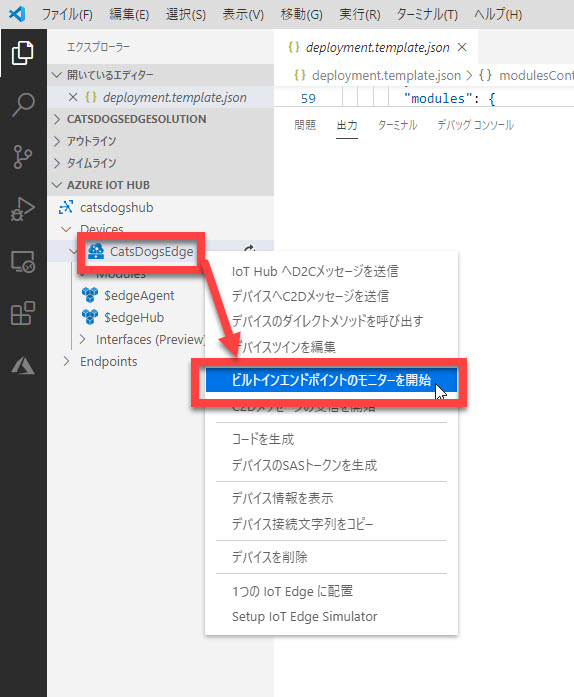 ファイル(F) 編集(E) 選択(S) 表示(V) 移動(G) 実行(R) ターミナル(T) ヘルプ(H)
エクスプローラー
開いているエディター
deployment.template.json
CATSDOGSEDGESOLUTION
アウトライン
タイムライン
AZURE IOT HUB
catsdogshub
Devices
CatsDogsEdge
Modules
$edgeAgent
$edgeHub
Interfaces (Preview)
Endpoints
deployment.template.json
deployment.template.json > {} modulesCont
59 "modules": {
問題 出力 ターミナル デバッグ コンソール
IoT Hub へD2Cメッセージを送信
デバイスへC2Dメッセージを送信
デバイスのダイレクトメソッドを呼び出す
デバイスツインを編集
ビルトインエンドポイントのモニターを開始
C2Dメッセージの受信を開始
コードを生成
デバイスのSASトークンを生成
デバイス情報を表示
デバイス接続文字列をコピー
デバイスを削除
1つの IoT Edge に配置
Setup IoT Edge Simulator